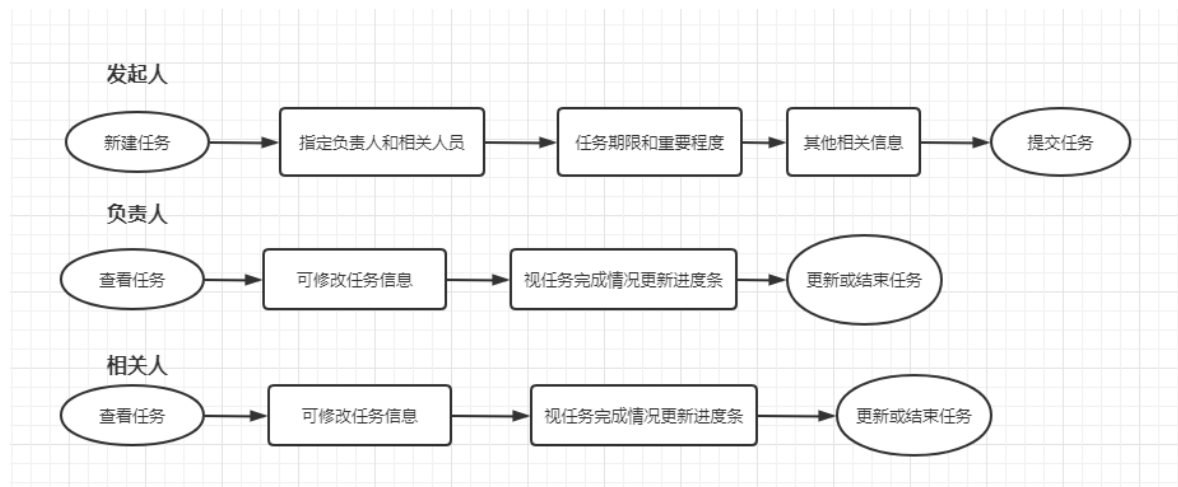 发起人
新建任务
指定负责人和相关人员
任务期限和重要程度
其他相关信息
提交任务
负责人
查看任务
可修改任务信息
视任务完成情况更新进度条
更新或结束任务
相关人
查看任务
可修改任务信息
视任务完成情况更新进度条
更新或结束任务